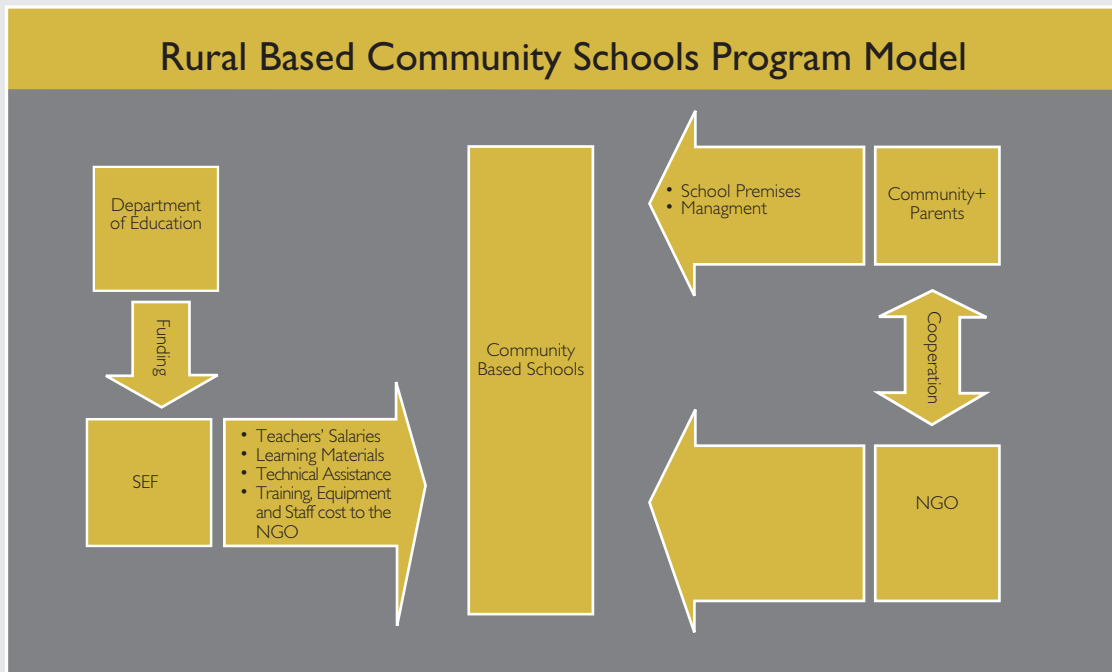 Rural Based Community Schools Program Model
Department
of Education
Funding
SEF
• Teachers' Salaries
• Learning Materials
• Technical Assistance
• Training, Equipment
and Staff cost to the
NGO
Community
Based Schools
• School Premises
• Managment
Community+
Parents
Cooperation
NGO